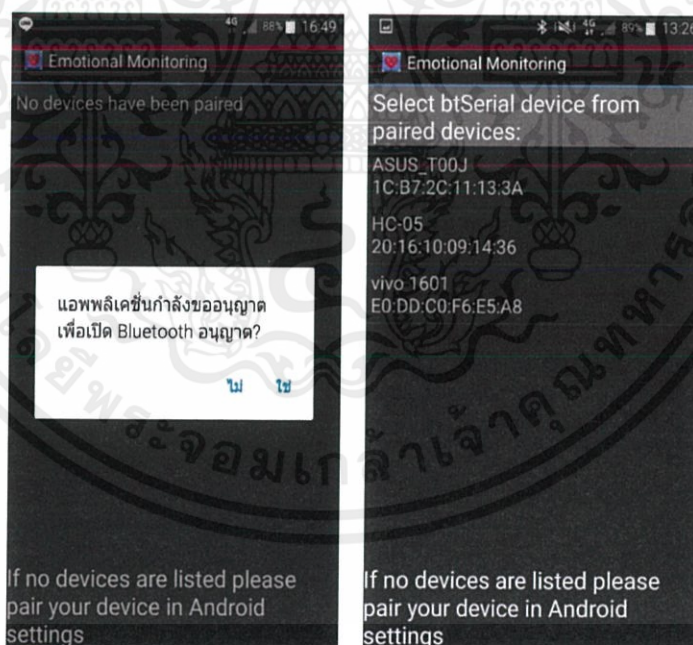 4G 88% 16:49
Emotional Monitoring
No devices have been paired
แอพพลิเคชั่นกำลังขออนุญาต
เพื่อเปิด Bluetooth อนุญาต?
ไม่ ใช่
If no devices are listed please
pair your device in Android
settings
4G 89% 13:26
Emotional Monitoring
Select btSerial device from
paired devices:
ASUS_T00J
1C:B7:2C:11:13:3A
HC-05
20:16:10:09:14:36
vivo 1601
E0:DD:C0:F6:E5:A8
If no devices are listed please
pair your device in Android
settings